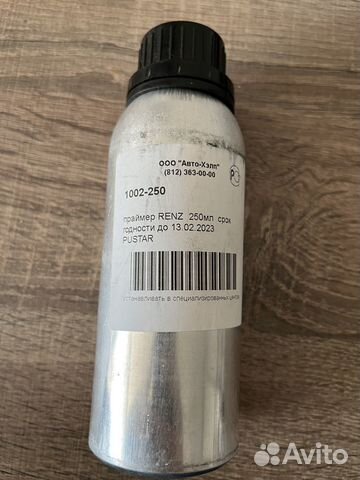 ООО "Авто-Хэлп"
(812) 363-00-00
1002-250
праймер RENZ 250мл срок
годности до 13.02.2023
PUSTAR
устанавливать в специализированных центрах
Avito